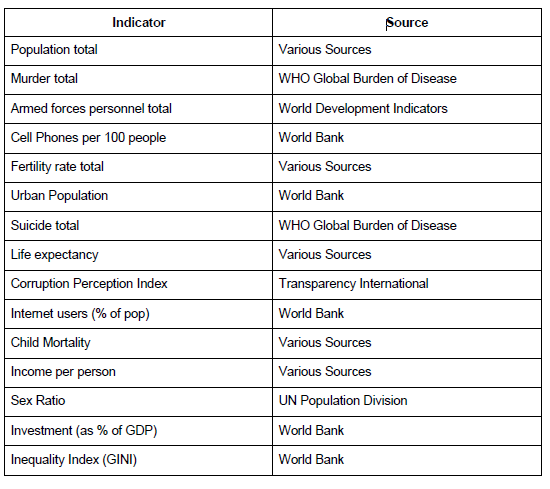 Indicator Source
Population total Various Sources
Murder total WHO Global Burden of Disease
Armed forces personnel total World Development Indicators
Cell Phones per 100 people World Bank
Fertility rate total Various Sources
Urban Population World Bank
Suicide total WHO Global Burden of Disease
Life expectancy Various Sources
Corruption Perception Index Transparency International
Internet users (% of pop) World Bank
Child Mortality Various Sources
Income per person Various Sources
Sex Ratio UN Population Division
Investment (as % of GDP) World Bank
Inequality Index (GINI) World Bank